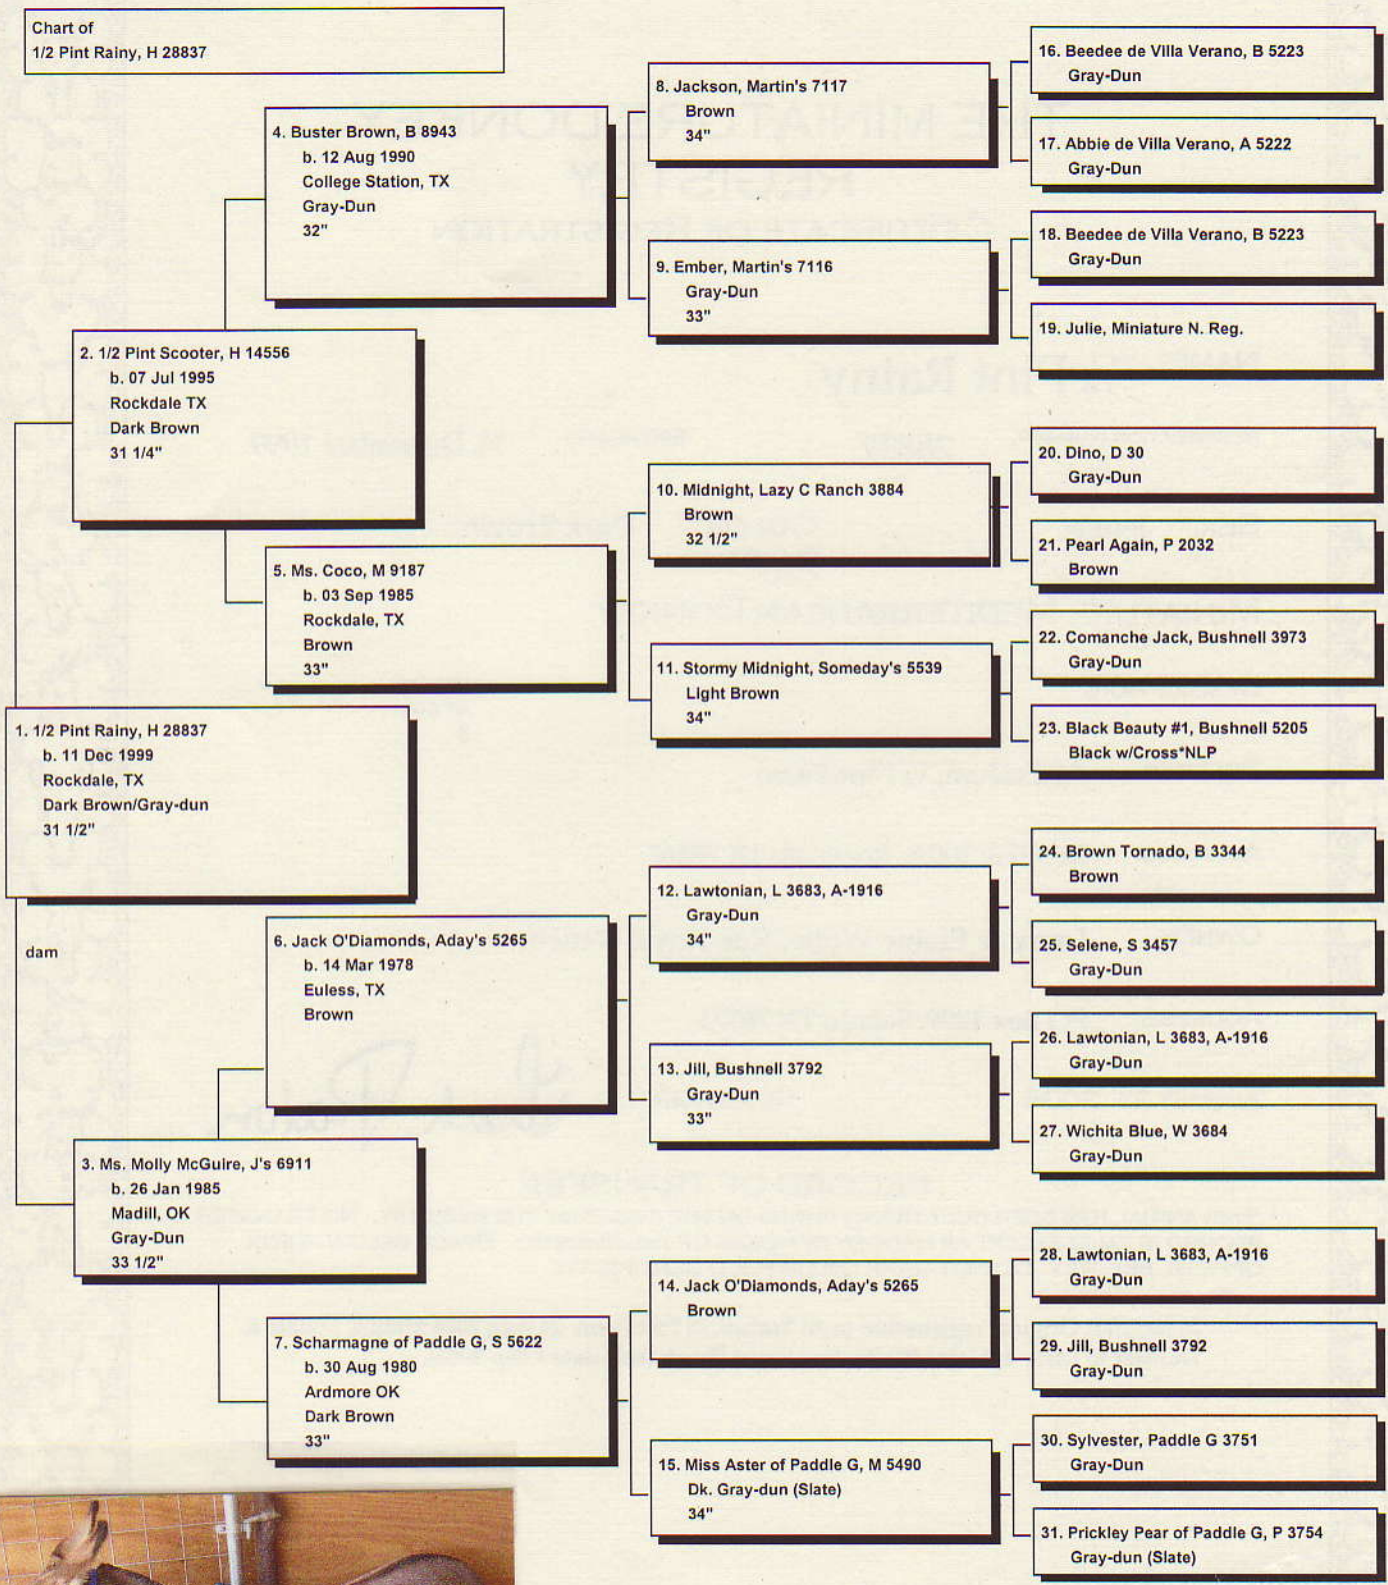 Chart of
1/2 Pint Rainy, H 28837
1. 1/2 Pint Rainy, H 28837
b. 11 Dec 1999
Rockdale, TX
Dark Brown/Gray-dun
31 1/2"
dam
2. 1/2 Pint Scooter, H 14556
b. 07 Jul 1995
Rockdale TX
Dark Brown
31 1/4"
3. Ms. Molly McGuire, J's 6911
b. 26 Jan 1985
Madill, OK
Gray-Dun
33 1/2"
4. Buster Brown, B 8943
b. 12 Aug 1990
College Station, TX
Gray-Dun
32"
5. Ms. Coco, M 9187
b. 03 Sep 1985
Rockdale, TX
Brown
33"
6. Jack O'Diamonds, Aday's 5265
b. 14 Mar 1978
Euless, TX
Brown
7. Scharmagne of Paddle G, S 5622
b. 30 Aug 1980
Ardmore OK
Dark Brown
33"
8. Jackson, Martin's 7117
Brown
34"
9. Ember, Martin's 7116
Gray-Dun
33"
10. Midnight, Lazy C Ranch 3884
Brown
32 1/2"
11. Stormy Midnight, Someday's 5539
Light Brown
34"
12. Lawtonian, L 3683, A-1916
Gray-Dun
34"
13. Jill, Bushnell 3792
Gray-Dun
33"
14. Jack O'Diamonds, Aday's 5265
Brown
15. Miss Aster of Paddle G, M 5490
Dk. Gray-dun (Slate)
34"
16. Beedee de Villa Verano, B 5223
Gray-Dun
17. Abbie de Villa Verano, A 5222
Gray-Dun
18. Beedee de Villa Verano, B 5223
Gray-Dun
19. Julie, Miniature N. Reg.
20. Dino, D 30
Gray-Dun
21. Pearl Again, P 2032
Brown
22. Comanche Jack, Bushnell 3973
Gray-Dun
23. Black Beauty #1, Bushnell 5205
Black w/Cross*NLP
24. Brown Tornado, B 3344
Brown
25. Selene, S 3457
Gray-Dun
26. Lawtonian, L 3683, A-1916
Gray-Dun
27. Wichita Blue, W 3684
Gray-Dun
28. Lawtonian, L 3683, A-1916
Gray-Dun
29. Jill, Bushnell 3792
Gray-Dun
30. Sylvester, Paddle G 3751
Gray-Dun
31. Prickley Pear of Paddle G, P 3754
Gray-dun (Slate)